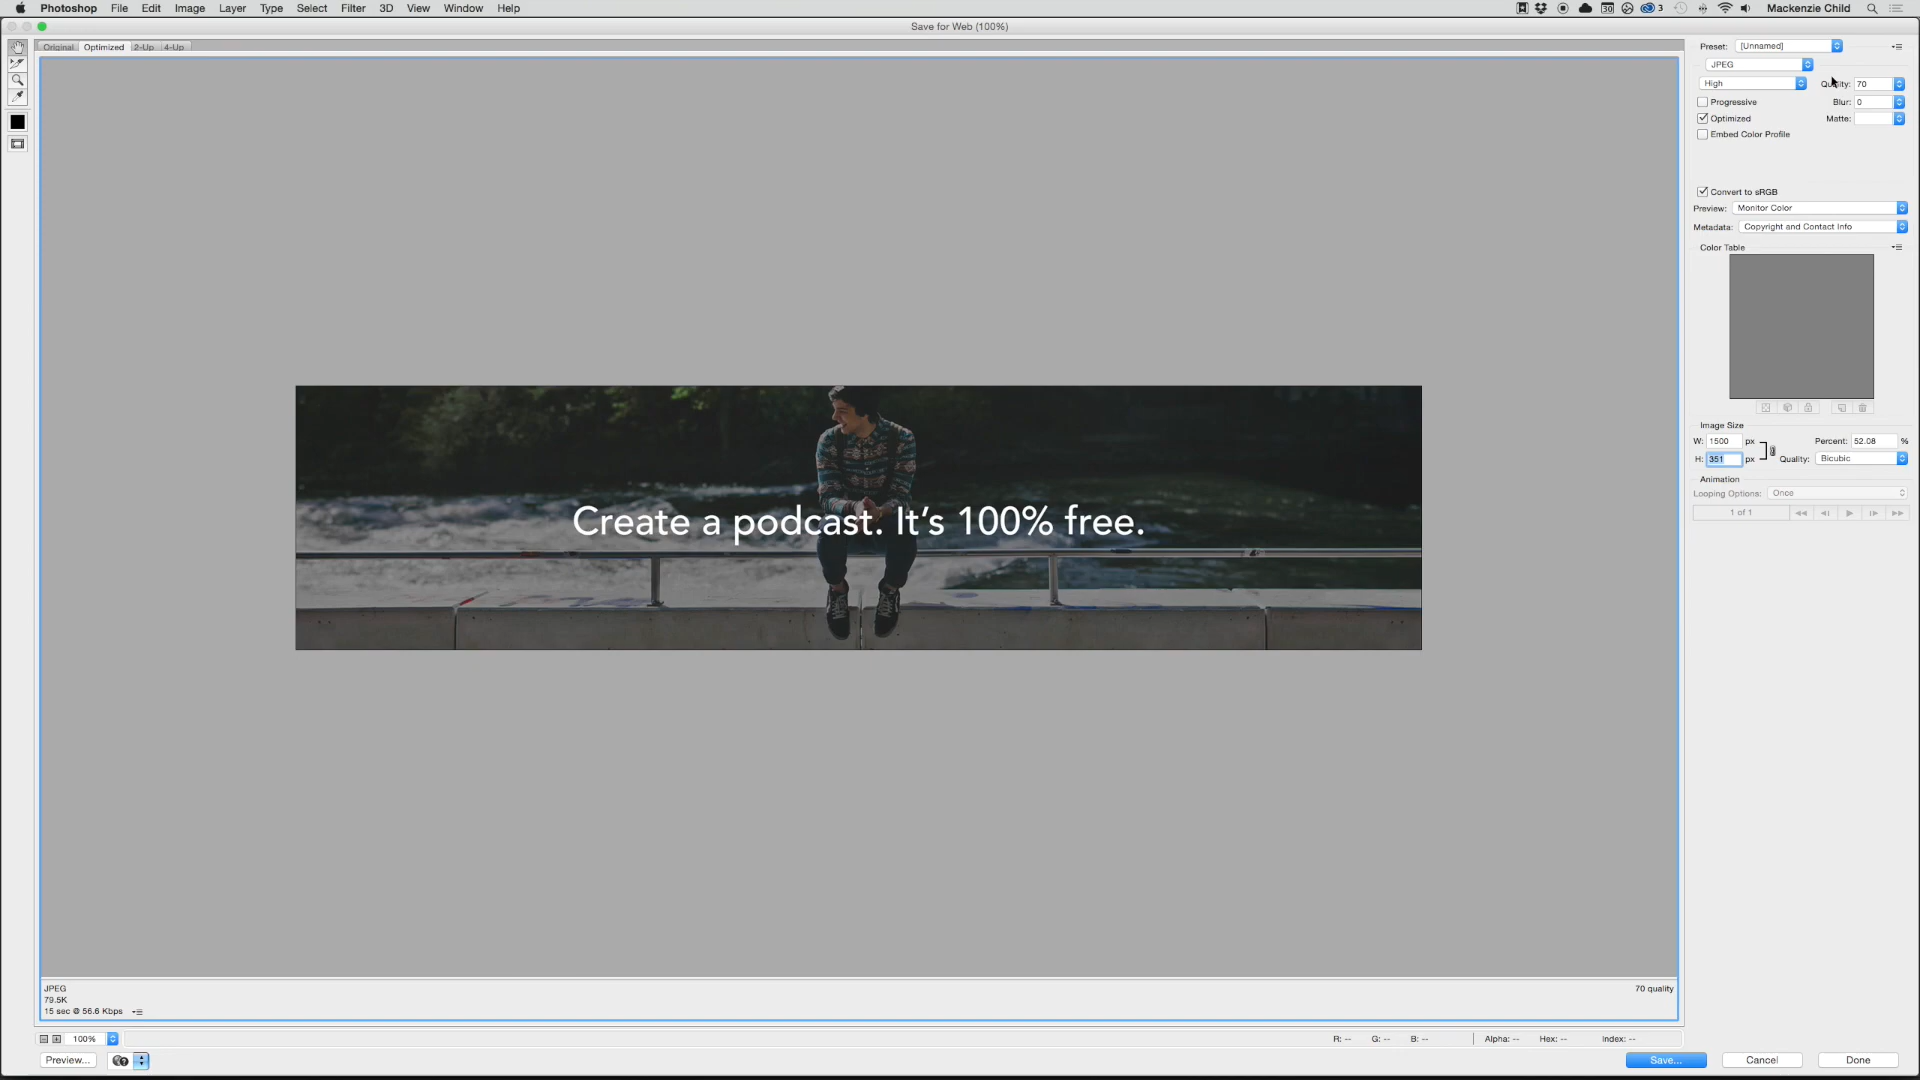 Photoshop File Edit Image Layer Type Select Filter 3D View Window Help 30 3 Mackenzie Child
Save for Web (100%)
Original Optimized 2-Up 4-Up
Preset: [Unnamed]
JPEG
High Quality: 70
Progressive Blur: 0
Optimized Matte:
Embed Color Profile
Convert to sRGB
Preview: Monitor Color
Metadata: Copyright and Contact Info
Color Table
Image Size
W: 1500 px Percent: 52.08 %
H: 351 px Quality: Bicubic
Animation
Looping Options: Once
1 of 1
Create a podcast. It's 100% free.
JPEG
79.5K
15 sec @ 56.6 Kbps
70 quality
100% R: -- G: -- B: -- Alpha: -- Hex: -- Index: --
Preview... Save... Cancel Done